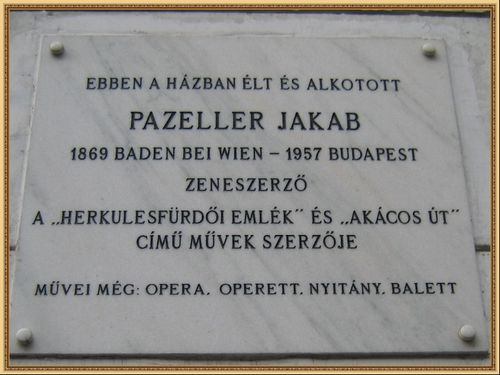 EBBEN A HÁZBAN ÉLT ÉS ALKOTOTT
PAZELLER JAKAB
1869 BADEN BEI WIEN – 1957 BUDAPEST
ZENESZERZŐ
A „HERKULESFÜRDŐI EMLÉK" ÉS „AKÁCOS ÚT"
CÍMŰ MŰVEK SZERZŐJE
MŰVEI MÉG: OPERA, OPERETT, NYITÁNY, BALETT